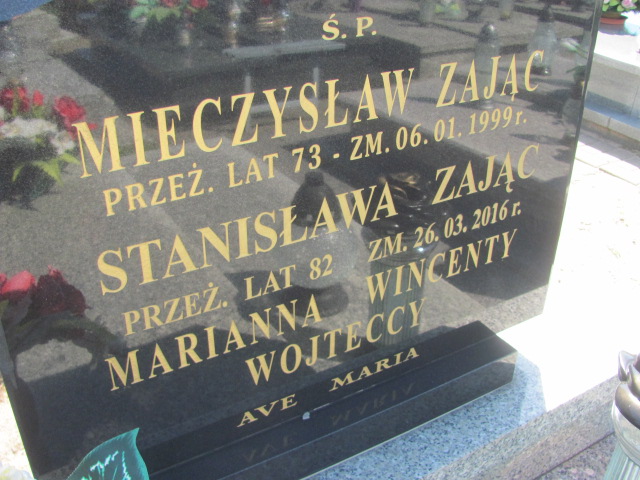 Ś. P.
MIECZYSŁAW ZAJĄC
PRZEŻ. LAT 73 - ZM. 06. 01. 1999 r.
STANISŁAWA ZAJĄC
PRZEŻ. LAT 82 ZM. 26. 03. 2016 r.
MARIANNA WINCENTY
WOJTECCY
AVE MARIA